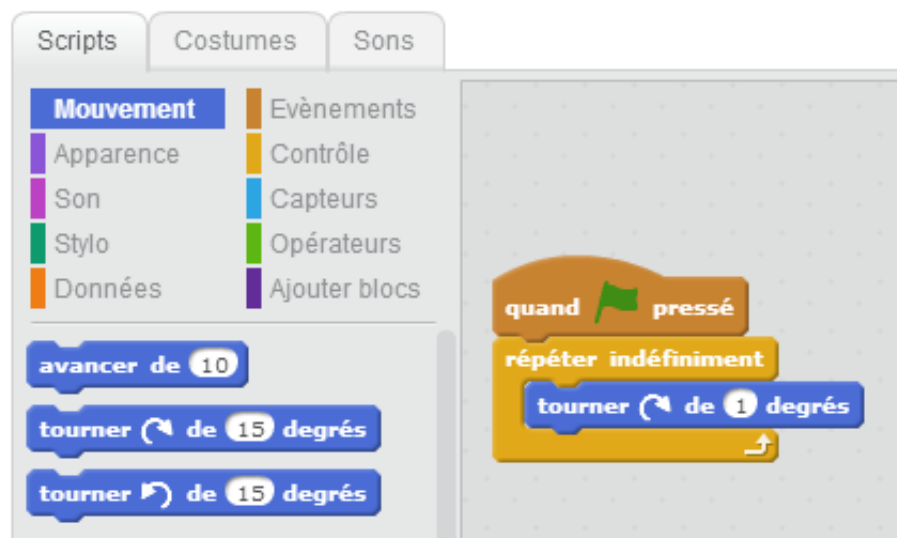 Scripts Costumes Sons
Mouvement Evènements
Apparence Contrôle
Son Capteurs
Stylo Opérateurs
Données Ajouter blocs
avancer de 10
tourner de 15 degrés
tourner de 15 degrés
quand pressé
répéter indéfiniment
tourner de 1 degrés